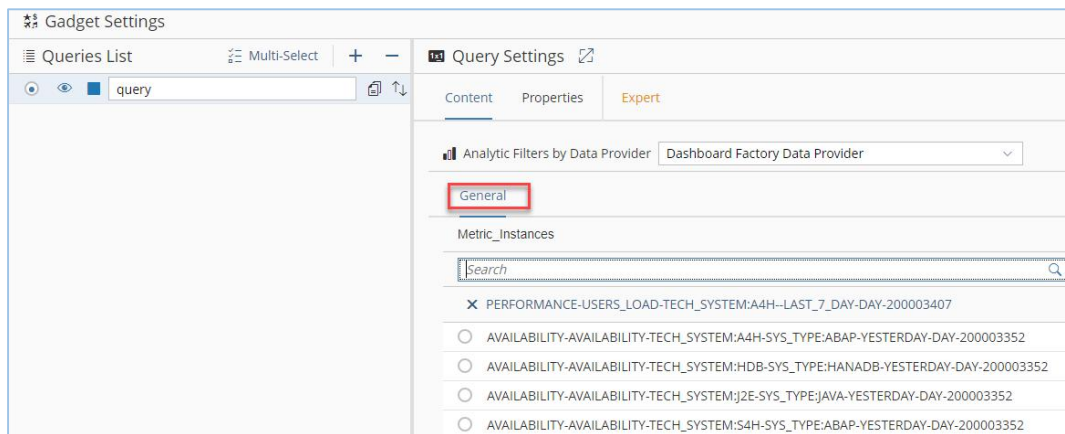 Gadget Settings
Queries List Multi-Select
query
Query Settings
Content Properties Expert
Analytic Filters by Data Provider Dashboard Factory Data Provider
General
Metric_Instances
Search
PERFORMANCE-USERS_LOAD-TECH_SYSTEM:A4H--LAST_7_DAY-DAY-200003407
AVAILABILITY-AVAILABILITY-TECH_SYSTEM:A4H-SYS_TYPE:ABAP-YESTERDAY-DAY-200003352
AVAILABILITY-AVAILABILITY-TECH_SYSTEM:HDB-SYS_TYPE:HANADB-YESTERDAY-DAY-200003352
AVAILABILITY-AVAILABILITY-TECH_SYSTEM:J2E-SYS_TYPE:JAVA-YESTERDAY-DAY-200003352
AVAILABILITY-AVAILABILITY-TECH_SYSTEM:S4H-SYS_TYPE:ABAP-YESTERDAY-DAY-200003352